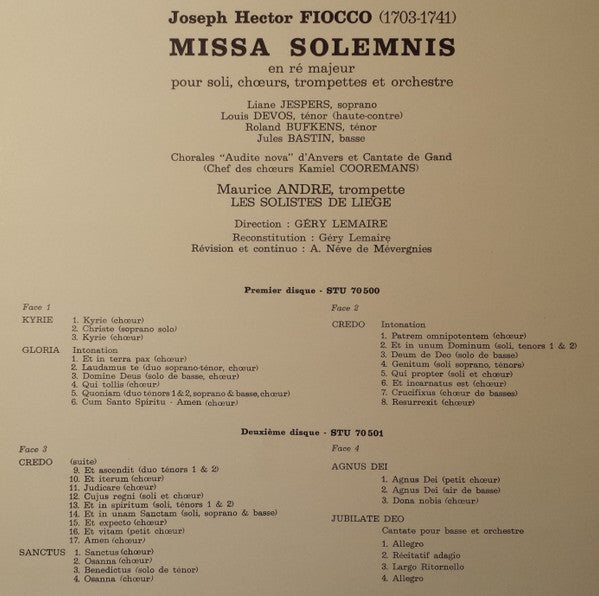 Joseph Hector FIOCCO (1703-1741)
MISSA SOLEMNIS
en ré majeur
pour soli, chœurs, trompettes et orchestre
Liane JESPERS, soprano
Louis DEVOS, ténor (haute-contre)
Roland BUFKENS, ténor
Jules BASTIN, basse
Chorales "Audite nova" d'Anvers et Cantate de Gand
(Chef des chœurs Kamiel COOREMANS)
Maurice ANDRE, trompette
LES SOLISTES DE LIEGE
Direction : GÉRY LEMAIRE
Reconstitution : Géry Lemaire
Révision et continuo : A. Néve de Mévergnies
Premier disque - STU 70500
Face 1
KYRIE 1. Kyrie (chœur)
2. Christe (soprano solo)
3. Kyrie (chœur)
GLORIA Intonation
1. Et in terra pax (chœur)
2. Laudamus te (duo soprano-ténor, chœur)
3. Domine Deus (solo de basse, chœur)
4. Qui tollis (chœur)
5. Quoniam (duo ténors 1 & 2, soprano & basse, chœur)
6. Cum Santo Spiritu - Amen (chœur)
Face 2
CREDO Intonation
1. Patrem omnipotentem (chœur)
2. Et in unum Dominum (soli, tenors 1 & 2)
3. Deum de Deo (solo de basse)
4. Genitum (soli soprano, ténors)
5. Qui propter (soli et chœur)
6. Et incarnatus est (chœur)
7. Crucifixus (chœur de basses)
8. Resurrexit (chœur)
Deuxième disque - STU 70501
Face 3
CREDO (suite)
9. Et ascendit (duo ténors 1 & 2)
10. Et iterum (chœur)
11. Judicare (chœur)
12. Cujus regni (soli et chœur)
13. Et in spiritum (soli, ténors 1 & 2)
14. Et in unam Sanctam (soli, soprano & basse)
15. Et expecto (chœur)
16. Et vitam (petit chœur)
17. Amen (chœur)
SANCTUS 1. Sanctus (chœur)
2. Osanna (chœur)
3. Benedictus (solo de ténor)
4. Osanna (chœur)
Face 4
AGNUS DEI
1. Agnus Dei (petit chœur)
2. Agnus Dei (air de basse)
3. Dona nobis (chœur)
JUBILATE DEO
Cantate pour basse et orchestre
1. Allegro
2. Récitatif adagio
3. Largo Ritornello
4. Allegro